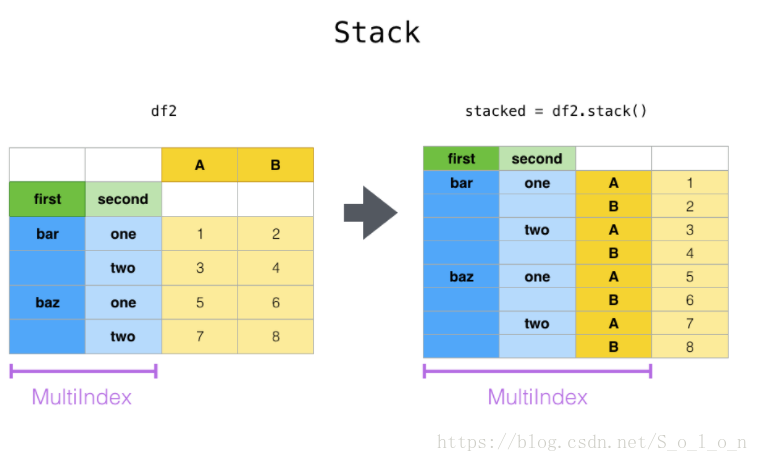 Stack
df2
stacked = df2.stack()
A B
first second
bar one 1 2
two 3 4
baz one 5 6
two 7 8
MultiIndex
first second
bar one A 1
B 2
two A 3
B 4
baz one A 5
B 6
two A 7
B 8
MultiIndex
https://blog.csdn.net/S_o_l_o_n